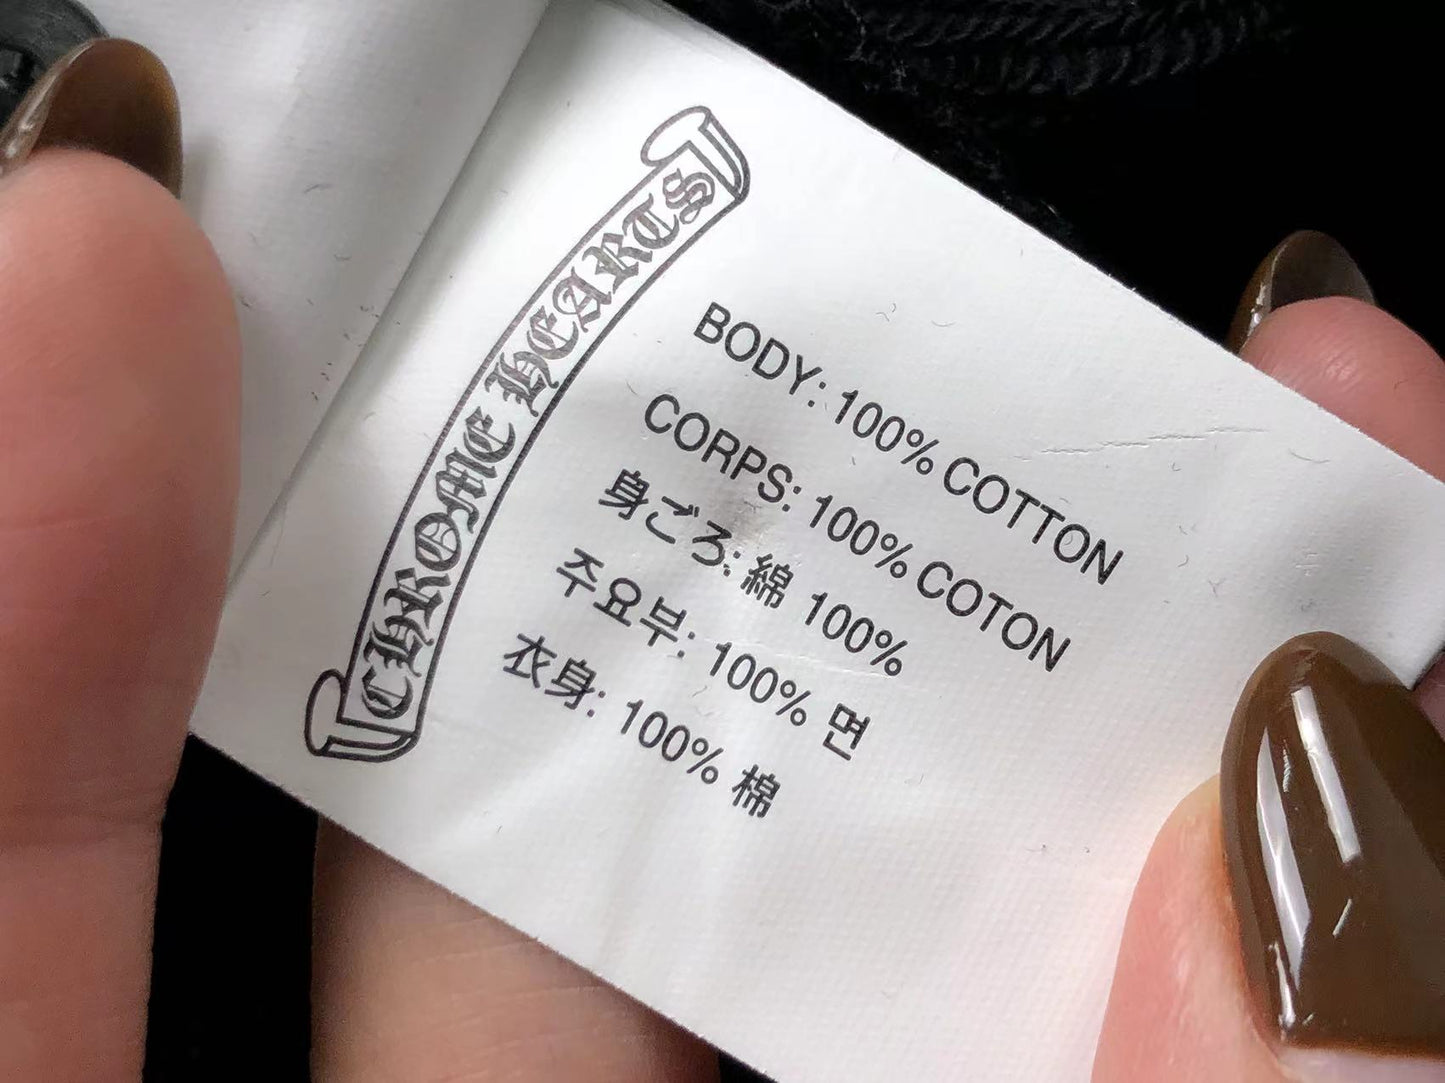 CHROME HEARTS
BODY: 100% COTTON
CORPS: 100% COTON
身ごろ: 綿 100%
주요부: 100% 면
衣身: 100% 棉